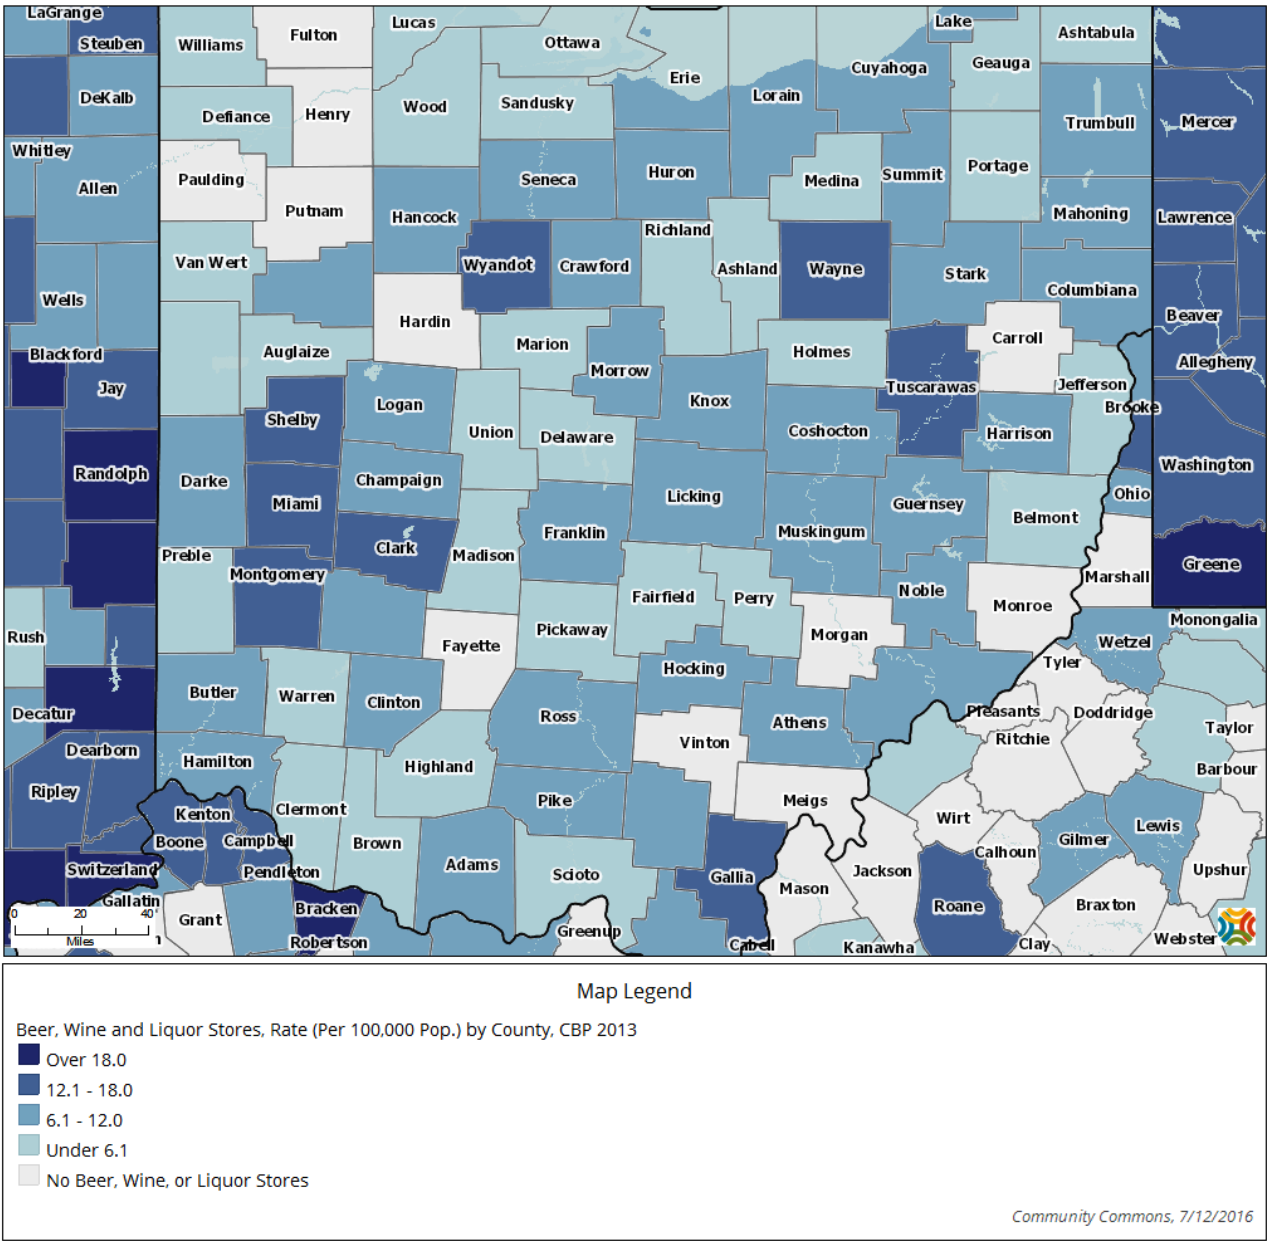 LaGrange
Steuben
Williams
Fulton
Lucas
Ottawa
Lake
Ashtabula
Geauga
Erie
Cuyahoga
DeKalb
Defiance
Henry
Wood
Sandusky
Lorain
Trumbull
Mercer
Whitley
Allen
Paulding
Putnam
Hancock
Seneca
Huron
Medina
Summit
Portage
Mahoning
Lawrence
Richland
Van Wert
Wyandot
Crawford
Ashland
Wayne
Stark
Columbiana
Wells
Hardin
Beaver
Blackford
Auglaize
Marion
Morrow
Holmes
Carroll
Allegheny
Jay
Shelby
Logan
Knox
Tuscarawas
Jefferson
Brooke
Union
Delaware
Coshocton
Harrison
Randolph
Darke
Miami
Champaign
Licking
Guernsey
Washington
Ohio
Preble
Clark
Madison
Franklin
Muskingum
Belmont
Greene
Montgomery
Fairfield
Perry
Noble
Monroe
Marshall
Rush
Fayette
Pickaway
Morgan
Wetzel
Monongalia
Butler
Warren
Clinton
Hocking
Tyler
Decatur
Ross
Vinton
Athens
Pleasants
Doddridge
Taylor
Dearborn
Hamilton
Highland
Ritchie
Barbour
Ripley
Kenton
Clermont
Pike
Meigs
Wirt
Boone
Campbell
Brown
Calhoun
Gilmer
Lewis
Switzerland
Pendleton
Adams
Scioto
Gallia
Jackson
Mason
Upshur
Gallatin
Grant
Bracken
Roane
Braxton
Robertson
Greenup
Cabell
Kanawha
Clay
Webster
0 20 40
Miles
Map Legend
Beer, Wine and Liquor Stores, Rate (Per 100,000 Pop.) by County, CBP 2013
Over 18.0
12.1 - 18.0
6.1 - 12.0
Under 6.1
No Beer, Wine, or Liquor Stores
Community Commons, 7/12/2016